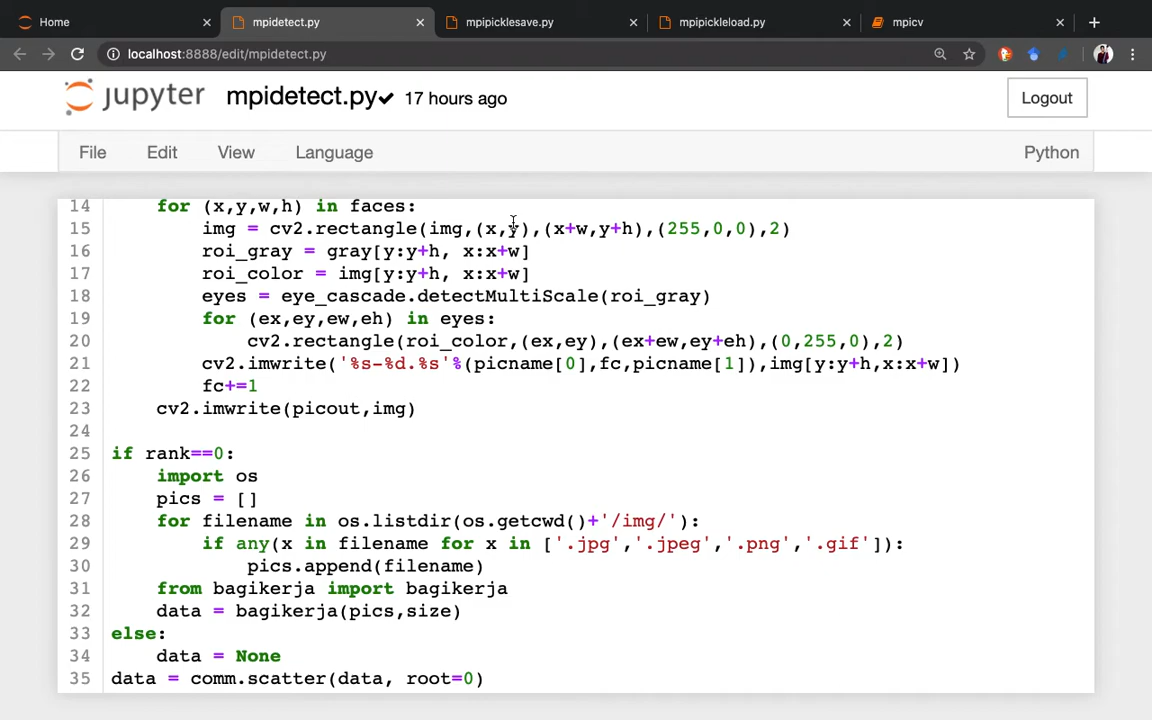 Home
mpidetect.py
mpipicklesave.py
mpipickleload.py
mpicv
localhost:8888/edit/mpidetect.py
jupyter mpidetect.py✔ 17 hours ago
Logout
File Edit View Language Python
14 for (x,y,w,h) in faces:
15 img = cv2.rectangle(img,(x,y),(x+w,y+h),(255,0,0),2)
16 roi_gray = gray[y:y+h, x:x+w]
17 roi_color = img[y:y+h, x:x+w]
18 eyes = eye_cascade.detectMultiScale(roi_gray)
19 for (ex,ey,ew,eh) in eyes:
20 cv2.rectangle(roi_color,(ex,ey),(ex+ew,ey+eh),(0,255,0),2)
21 cv2.imwrite('%s-%d.%s'%(picname[0],fc,picname[1]),img[y:y+h,x:x+w])
22 fc+=1
23 cv2.imwrite(picout,img)
24
25 if rank==0:
26 import os
27 pics = []
28 for filename in os.listdir(os.getcwd()+'/img/'):
29 if any(x in filename for x in ['.jpg','.jpeg','.png','.gif']):
30 pics.append(filename)
31 from bagikerja import bagikerja
32 data = bagikerja(pics,size)
33 else:
34 data = None
35 data = comm.scatter(data, root=0)